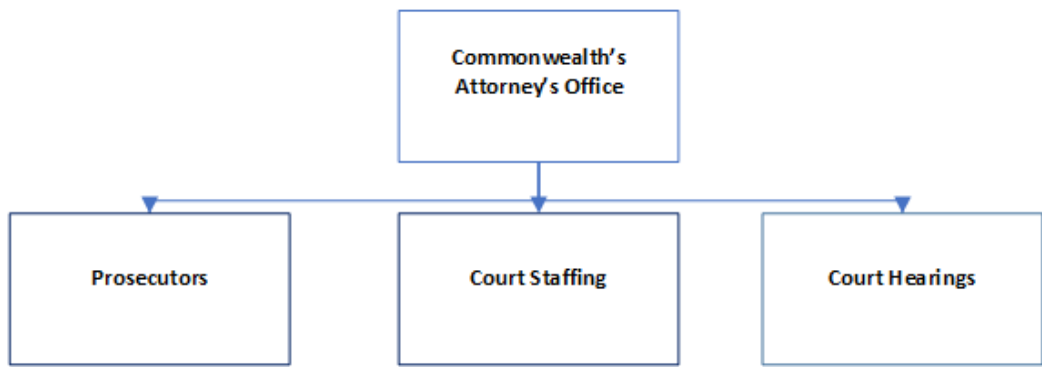 Commonwealth’s
Attorney’s Office
Prosecutors
Court Staffing
Court Hearings